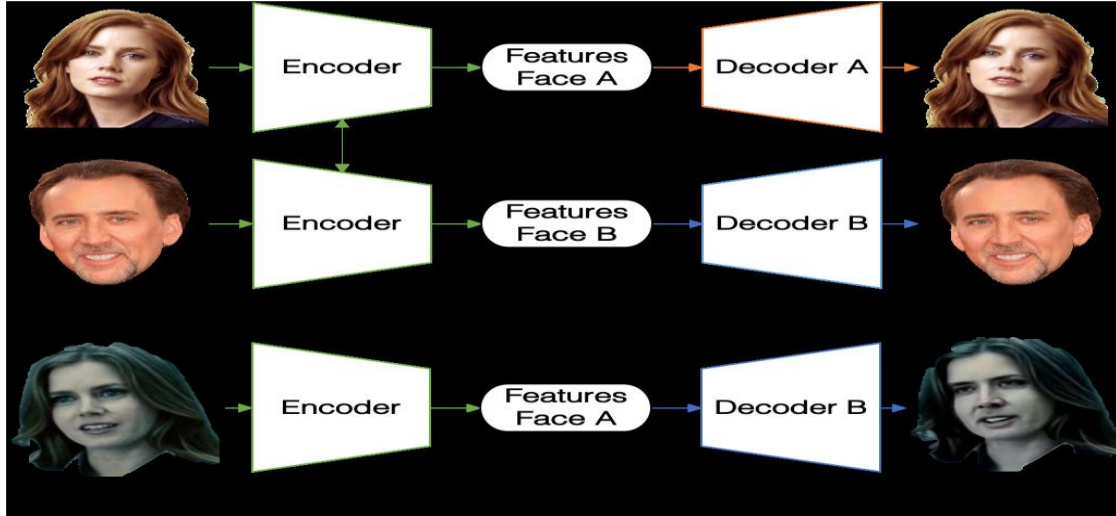 Encoder
Features
Face A
Decoder A
Encoder
Features
Face B
Decoder B
Encoder
Features
Face A
Decoder B